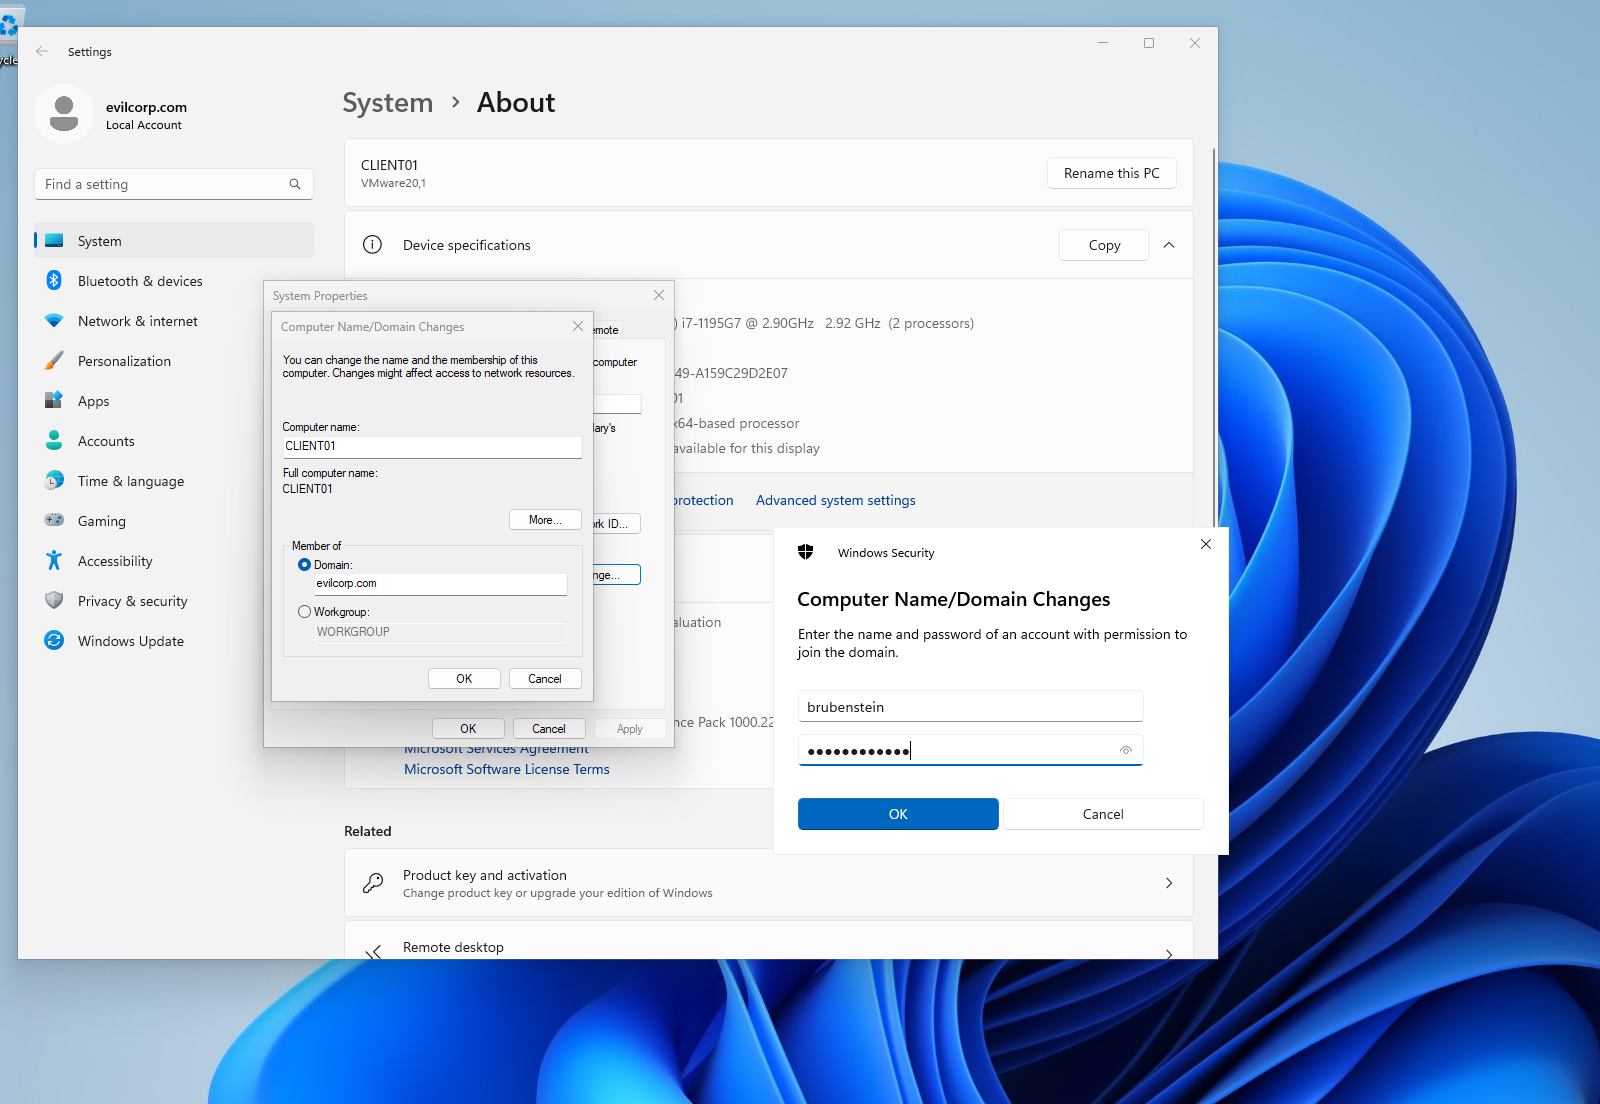 ycle
Settings
evilcorp.com
Local Account
Find a setting
System
Bluetooth & devices
Network & internet
Personalization
Apps
Accounts
Time & language
Gaming
Accessibility
Privacy & security
Windows Update
System > About
CLIENT01
VMware20,1
Rename this PC
Device specifications
Copy
) i7-1195G7 @ 2.90GHz 2.92 GHz (2 processors)
49-A159C29D2E07
01
x64-based processor
available for this display
protection
Advanced system settings
aluation
nce Pack 1000.22
Microsoft Services Agreement
Microsoft Software License Terms
Related
Product key and activation
Change product key or upgrade your edition of Windows
Remote desktop
System Properties
emote
computer
lary's
rk ID...
nge...
OK
Cancel
Apply
Computer Name/Domain Changes
You can change the name and the membership of this
computer. Changes might affect access to network resources.
Computer name:
CLIENT01
Full computer name:
CLIENT01
More...
Member of
Domain:
evilcorp.com
Workgroup:
WORKGROUP
OK
Cancel
Windows Security
Computer Name/Domain Changes
Enter the name and password of an account with permission to
join the domain.
brubenstein
●●●●●●●●●●●●
OK
Cancel